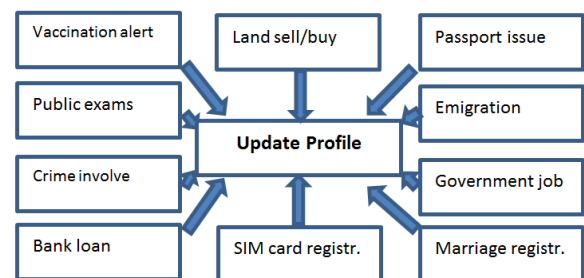 Vaccination alert
Land sell/buy
Passport issue
Public exams
Emigration
Update Profile
Crime involve
Government job
Bank loan
SIM card registr.
Marriage registr.